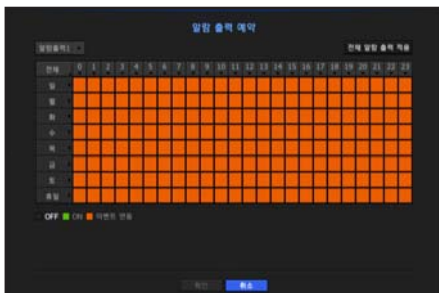 알람 출력 예약
알람출력1 전체 알람 출력 적용
전체 0 1 2 3 4 5 6 7 8 9 10 11 12 13 14 15 16 17 18 19 20 21 22 23
일
월
화
수
목
금
토
휴일
OFF ON 이벤트 연동
확인 취소